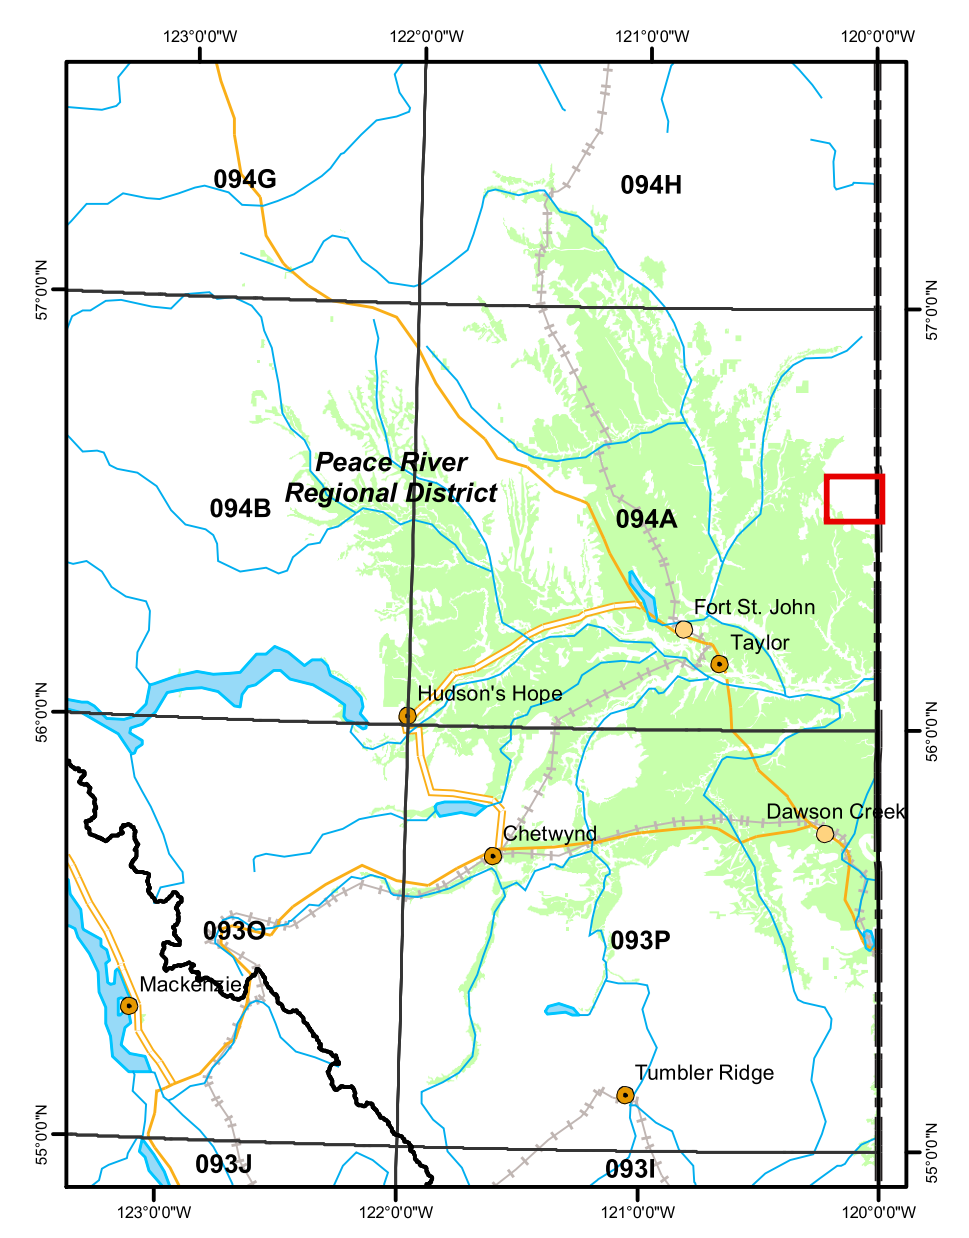 123°0'0"W
122°0'0"W
121°0'0"W
120°0'0"W
094G
094H
57°0'0"N
57°0'0"N
Peace River
Regional District
094B
094A
Fort St. John
Taylor
Hudson's Hope
56°0'0"N
56°0'0"N
Dawson Creek
Chetwynd
093O
093P
Mackenzie
Tumbler Ridge
55°0'0"N
55°0'0"N
093J
093I
123°0'0"W
122°0'0"W
121°0'0"W
120°0'0"W